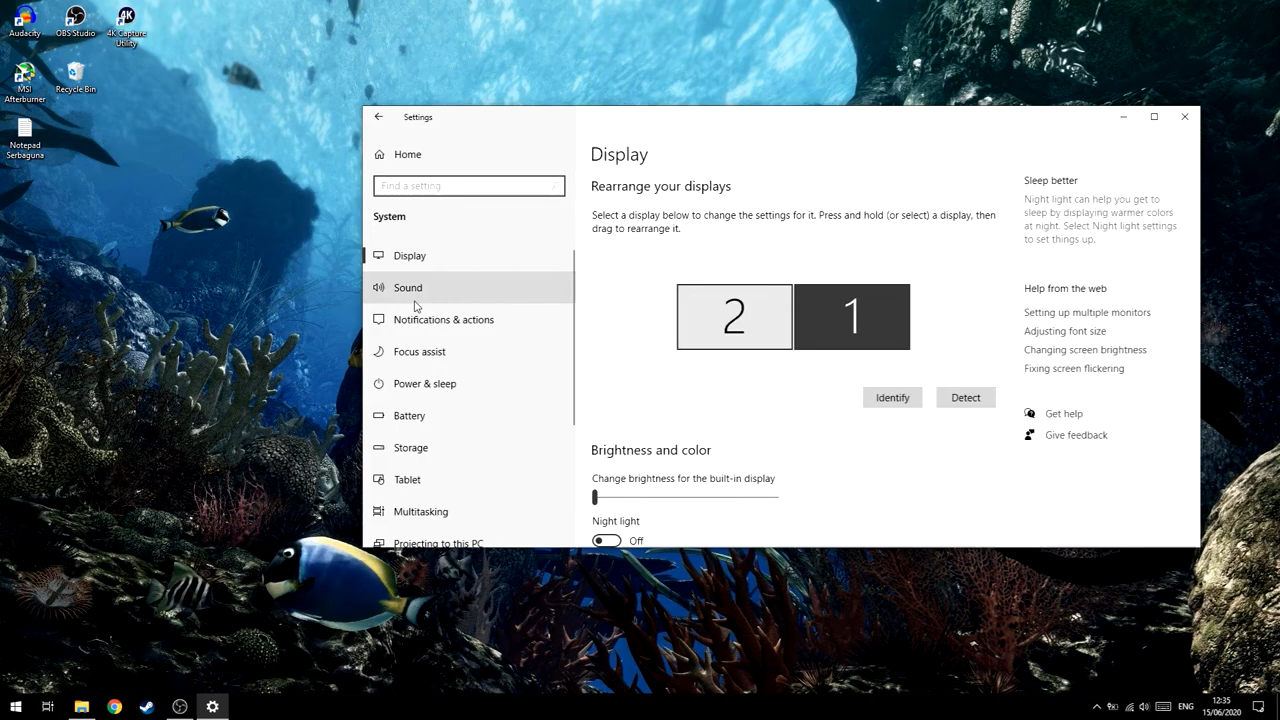 Audacity
OBS Studio
4K Capture
Utility
MSI
Afterburner
Recycle Bin
Notepad
Serbaguna
Settings
Home
Find a setting
System
Display
Sound
Notifications & actions
Focus assist
Power & sleep
Battery
Storage
Tablet
Multitasking
Projecting to this PC
Display
Rearrange your displays
Select a display below to change the settings for it. Press and hold (or select) a display, then
drag to rearrange it.
2
1
Identify
Detect
Brightness and color
Change brightness for the built-in display
Night light
Off
Sleep better
Night light can help you get to
sleep by displaying warmer colors
at night. Select Night light settings
to set things up.
Help from the web
Setting up multiple monitors
Adjusting font size
Changing screen brightness
Fixing screen flickering
Get help
Give feedback
ENG
12:35
15/06/2020